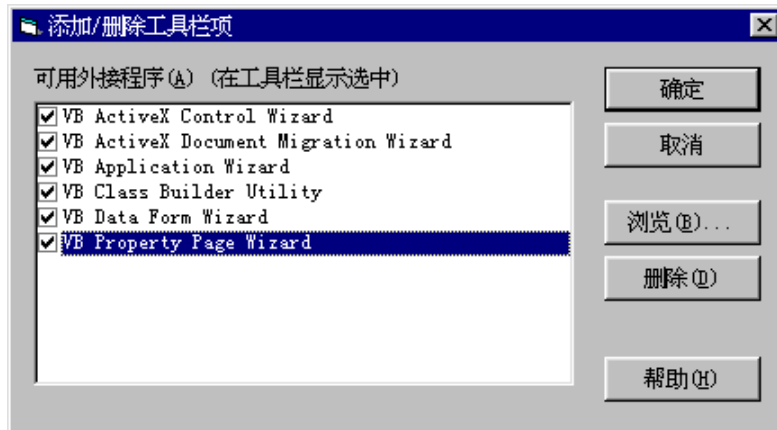 添加/删除工具栏项
可用外接程序(A) (在工具栏显示选中)
VB ActiveX Control Wizard
VB ActiveX Document Migration Wizard
VB Application Wizard
VB Class Builder Utility
VB Data Form Wizard
VB Property Page Wizard
确定
取消
浏览(B)...
删除(D)
帮助(H)